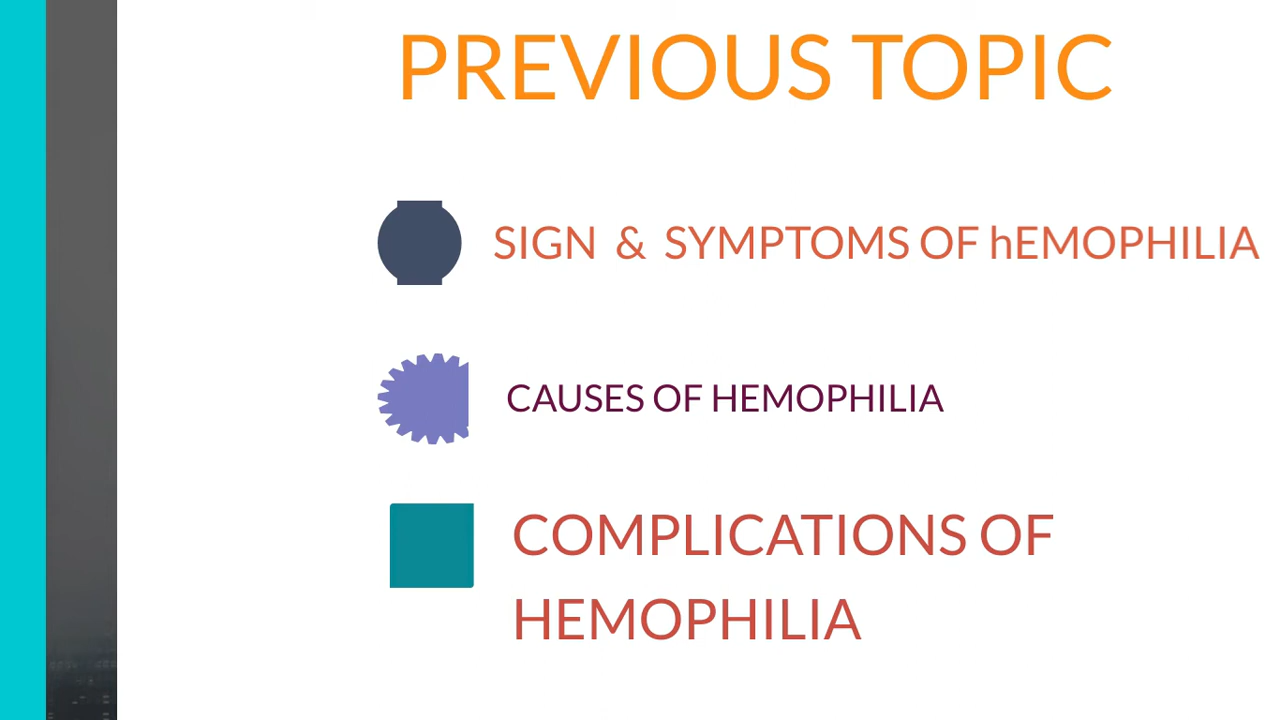 PREVIOUS TOPIC
SIGN & SYMPTOMS OF hEMOPHILIA
CAUSES OF HEMOPHILIA
COMPLICATIONS OF
HEMOPHILIA